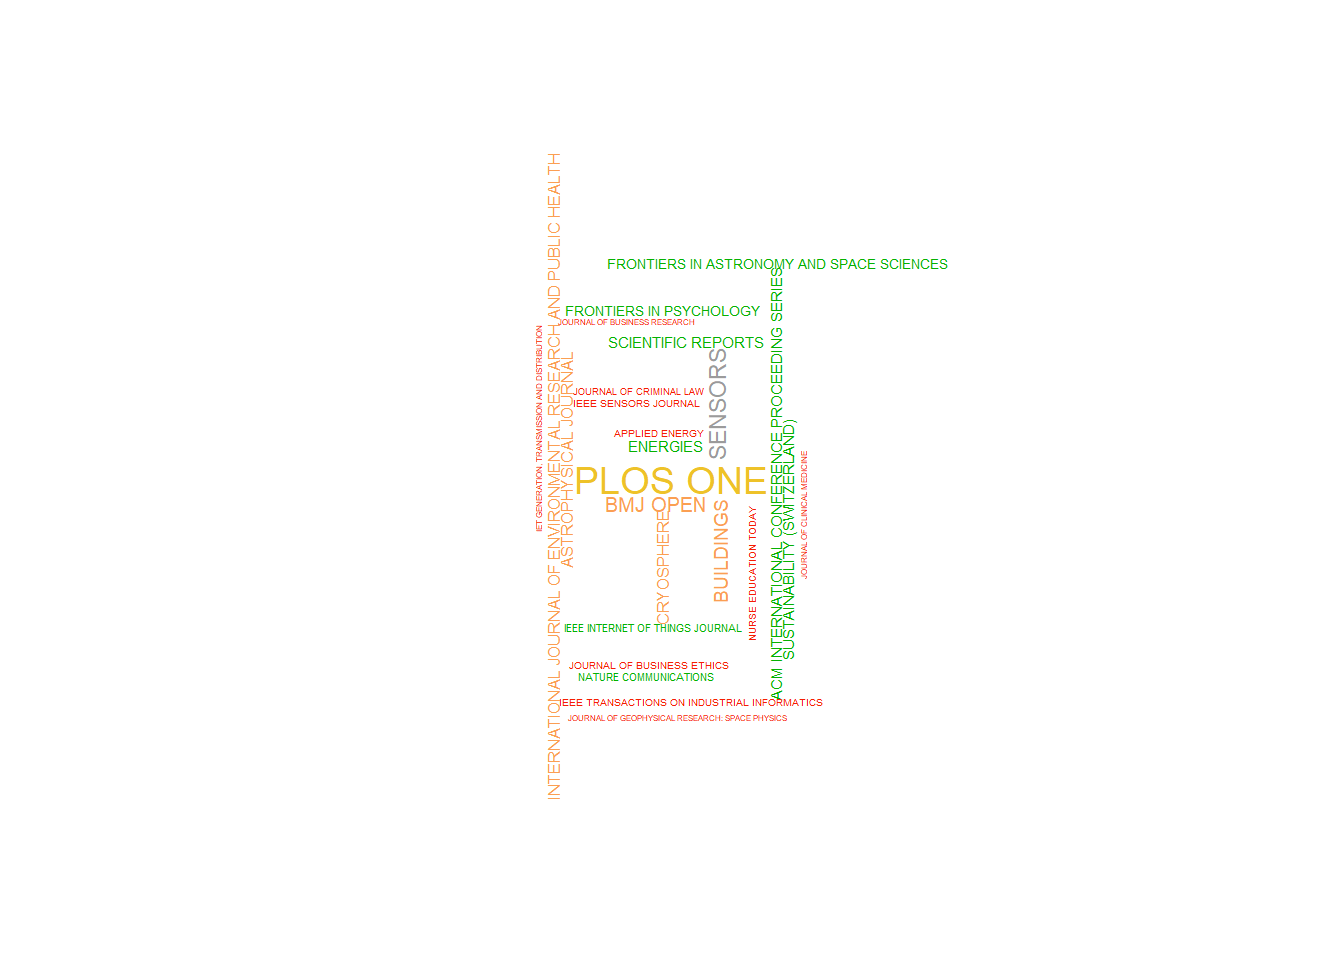 INTERNATIONAL JOURNAL OF ENVIRONMENTAL RESEARCH AND PUBLIC HEALTH
FRONTIERS IN ASTRONOMY AND SPACE SCIENCES
ACM INTERNATIONAL CONFERENCE PROCEEDING SERIES
FRONTIERS IN PSYCHOLOGY
JOURNAL OF BUSINESS RESEARCH
IET GENERATION, TRANSMISSION AND DISTRIBUTION
SCIENTIFIC REPORTS
SENSORS
ASTROPHYSICAL JOURNAL
JOURNAL OF CRIMINAL LAW
IEEE SENSORS JOURNAL
SUSTAINABILITY (SWITZERLAND)
APPLIED ENERGY
ENERGIES
JOURNAL OF CLINICAL MEDICINE
PLOS ONE
BMJ OPEN
BUILDINGS
NURSE EDUCATION TODAY
CRYOSPHERE
IEEE INTERNET OF THINGS JOURNAL
JOURNAL OF BUSINESS ETHICS
NATURE COMMUNICATIONS
IEEE TRANSACTIONS ON INDUSTRIAL INFORMATICS
JOURNAL OF GEOPHYSICAL RESEARCH: SPACE PHYSICS